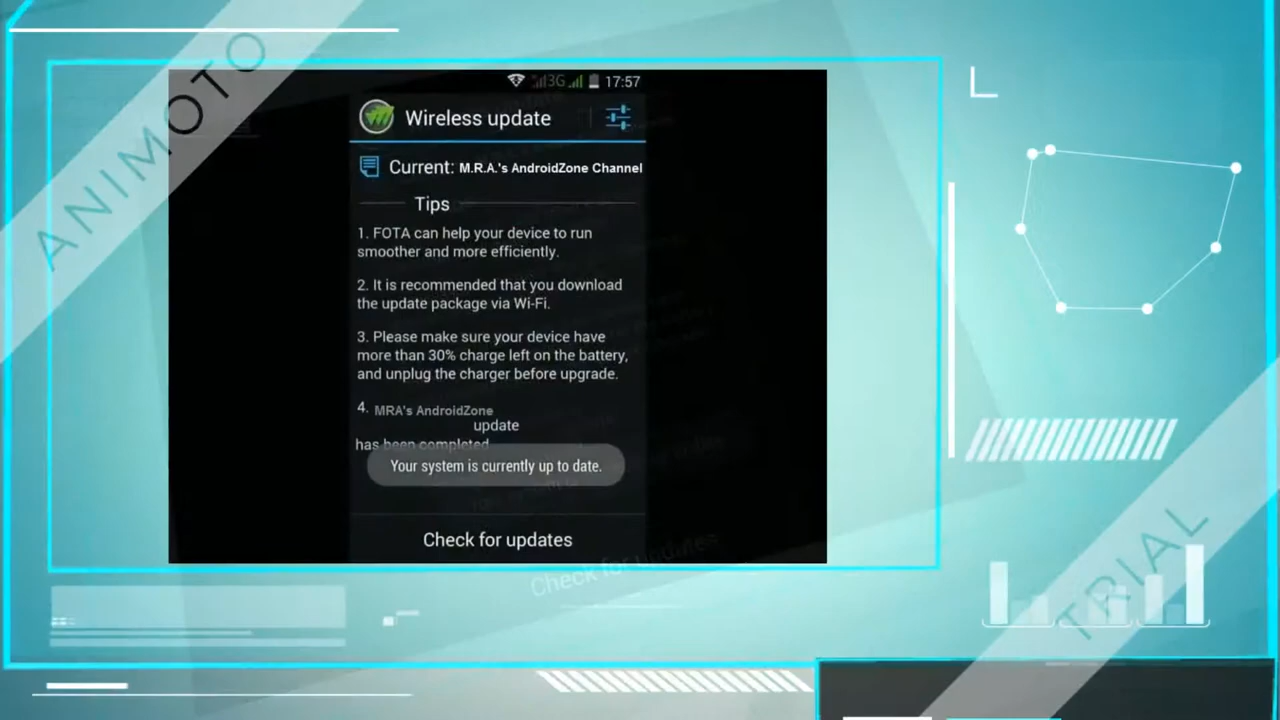 ANIMOTO
3G 17:57
Wireless update
Current: M.R.A.'s AndroidZone Channel
Tips
1. FOTA can help your device to run
smoother and more efficiently.
2. It is recommended that you download
the update package via Wi-Fi.
3. Please make sure your device have
more than 30% charge left on the battery,
and unplug the charger before upgrade.
4. MRA's AndroidZone
update
has been completed
Your system is currently up to date.
Check for updates
Check for updates
TRIAL